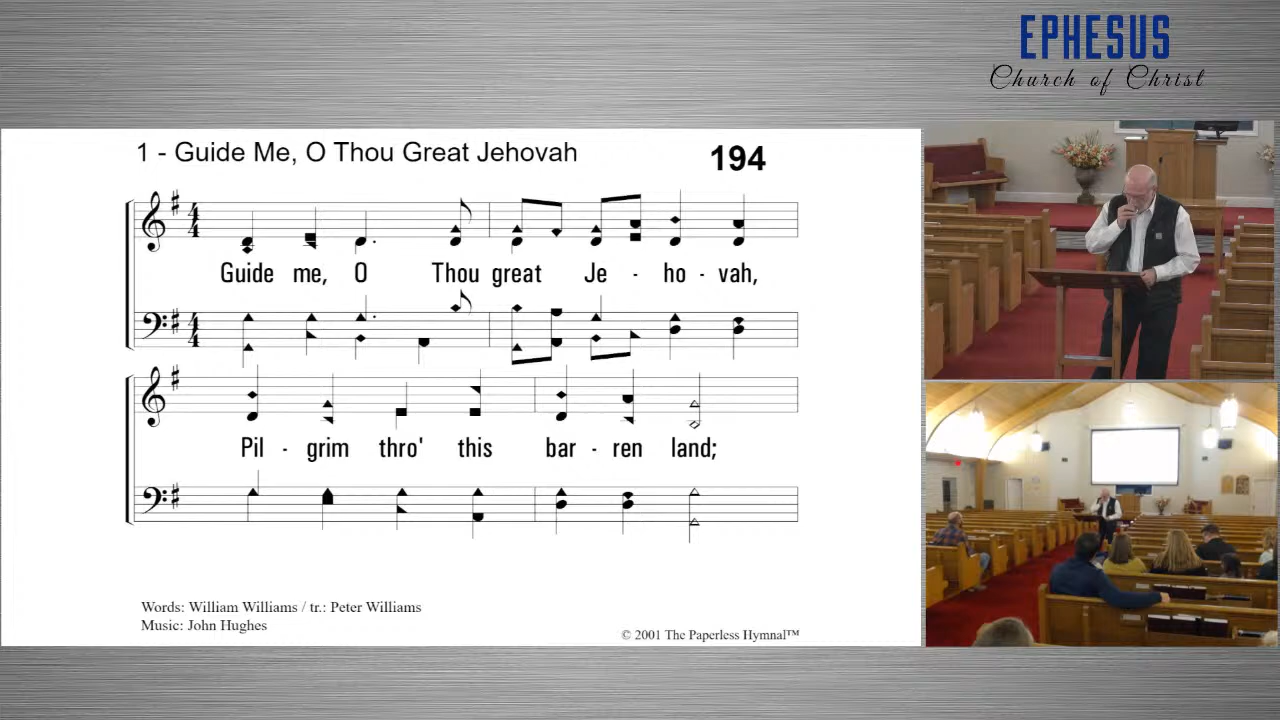 EPHESUS
Church of Christ
1 - Guide Me, O Thou Great Jehovah
194
Guide me, O Thou great Je - ho - vah,
Pil - grim thro' this bar - ren land;
Words: William Williams / tr.: Peter Williams
Music: John Hughes
© 2001 The Paperless Hymnal™